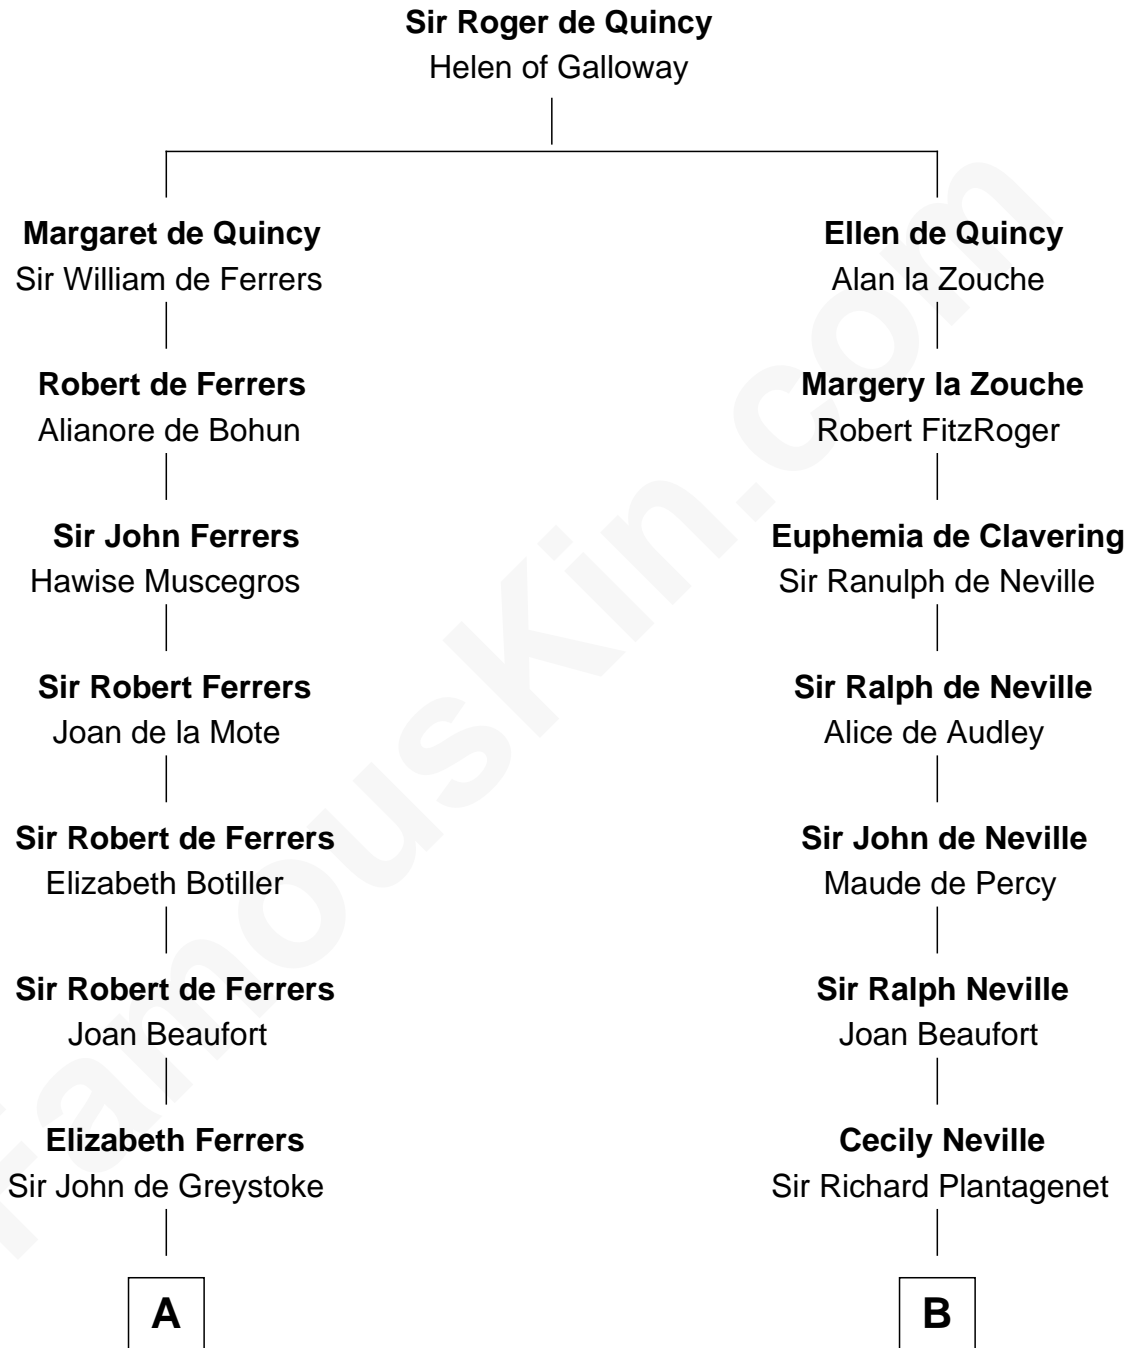 Sir Roger de Quincy
Helen of Galloway
Margaret de Quincy
Sir William de Ferrers
Ellen de Quincy
Alan la Zouche
Robert de Ferrers
Alianore de Bohun
Margery la Zouche
Robert FitzRoger
Sir John Ferrers
Hawise Muscegros
Euphemia de Clavering
Sir Ranulph de Neville
Sir Robert Ferrers
Joan de la Mote
Sir Ralph de Neville
Alice de Audley
Sir Robert de Ferrers
Elizabeth Botiller
Sir John de Neville
Maude de Percy
Sir Robert de Ferrers
Joan Beaufort
Sir Ralph Neville
Joan Beaufort
Elizabeth Ferrers
Sir John de Greystoke
Cecily Neville
Sir Richard Plantagenet
A
B
FamousKin.com